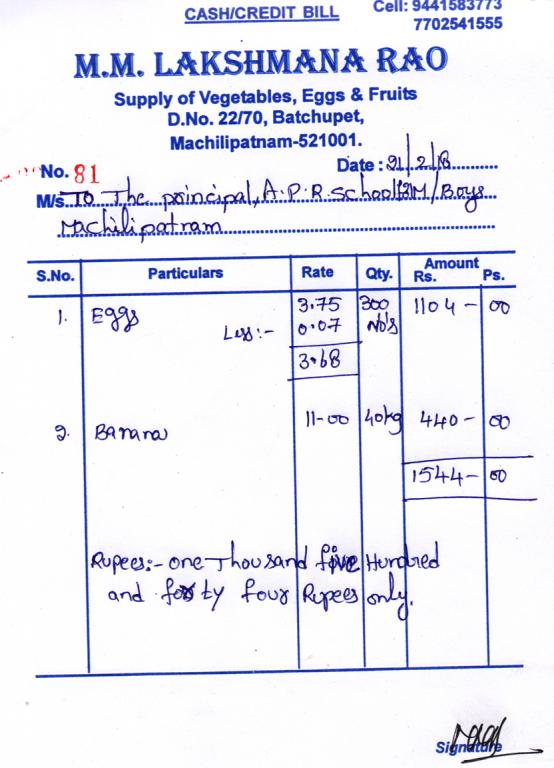 CASH/CREDIT BILL
Cell: 9441583773
7702541555
M.M. LAKSHMANA RAO
Supply of Vegetables, Eggs & Fruits
D.No. 22/70, Batchupet,
Machilipatnam-521001.
No. 81 Date : 21/2/18
M/s. To The principal, A.P.R. School /Boys
Machilipatnam
S.No. Particulars Rate Qty. Amount Rs. Ps.
1. Eggs 3.75 300 1104 - 00
Less:- 0.07 No's
3.68
2. Banana 11-00 40kg 440 - 00
1544 - 00
Rupees:- one Thousand five Hundred
and forty four Rupees only.
Signature